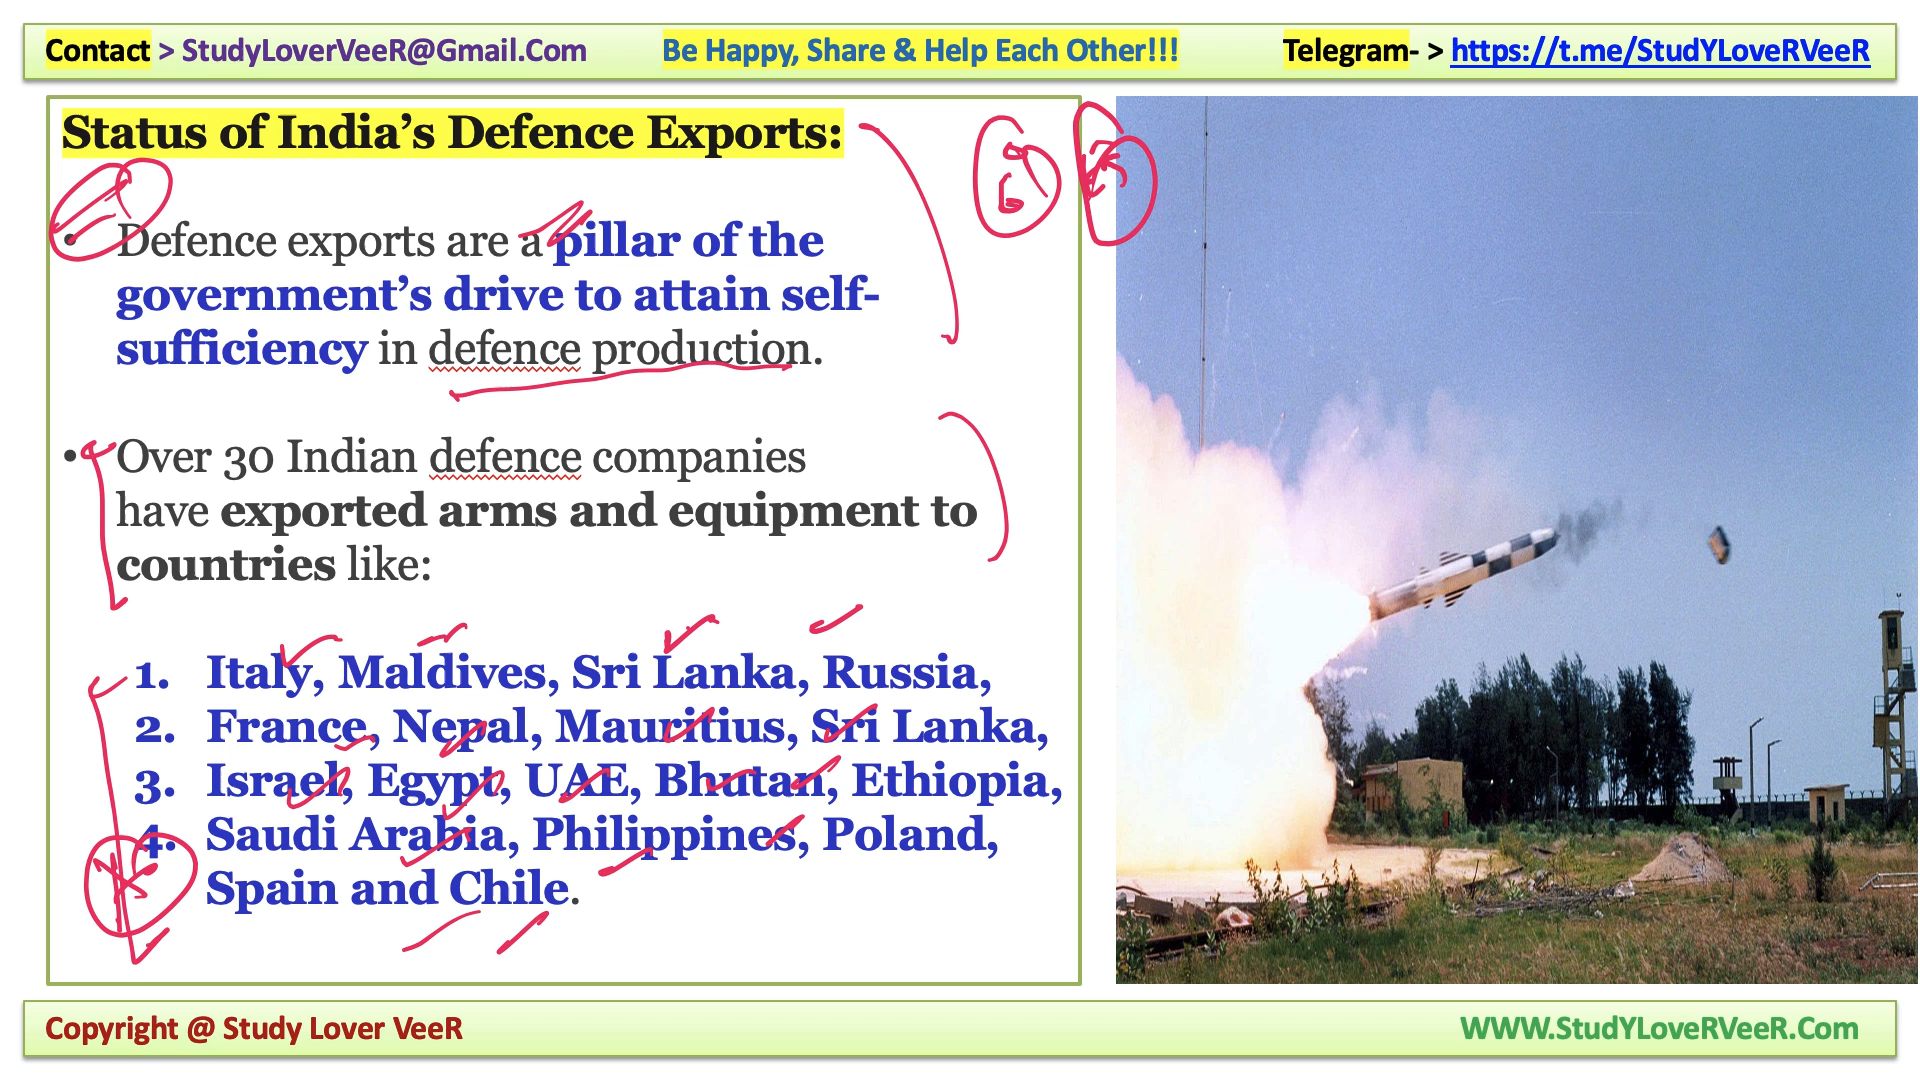 Contact > StudyLoverVeeR@Gmail.Com Be Happy, Share & Help Each Other!!! Telegram- > https://t.me/StudYLoveRVeeR
Status of India’s Defence Exports:
• Defence exports are a pillar of the
government’s drive to attain self-
sufficiency in defence production.
• Over 30 Indian defence companies
have exported arms and equipment to
countries like:
1. Italy, Maldives, Sri Lanka, Russia,
2. France, Nepal, Mauritius, Sri Lanka,
3. Israel, Egypt, UAE, Bhutan, Ethiopia,
4. Saudi Arabia, Philippines, Poland,
Spain and Chile.
Copyright @ Study Lover VeeR WWW.StudYLoveRVeeR.Com